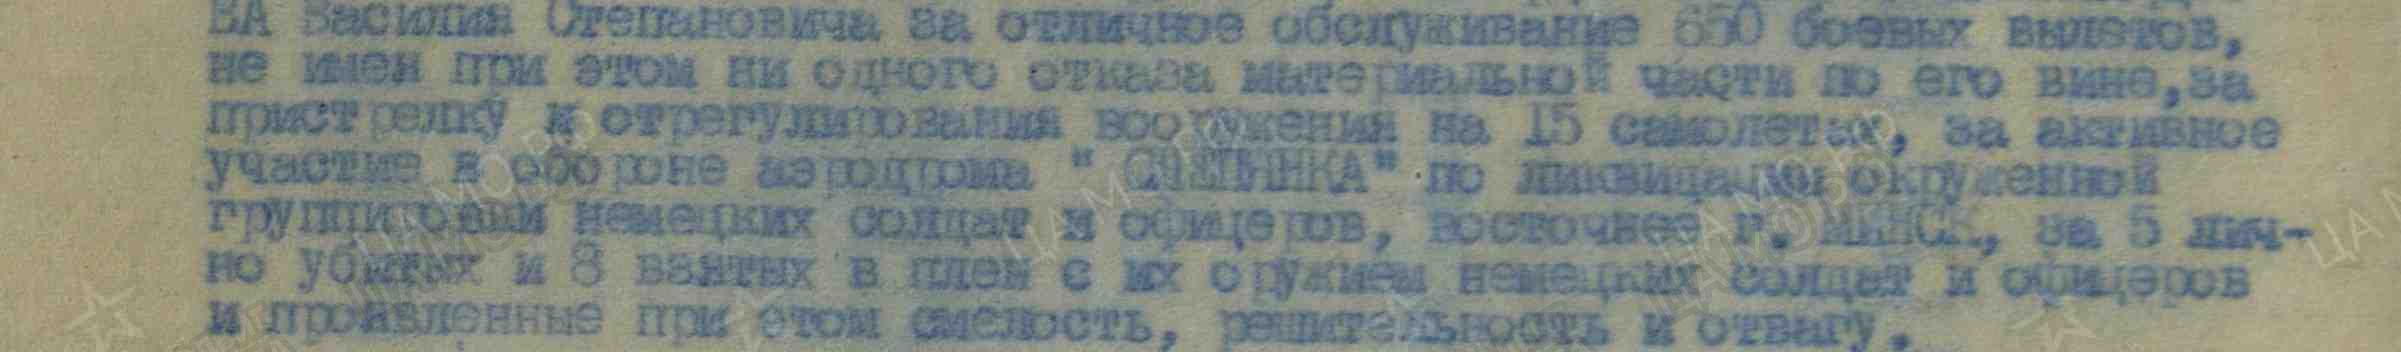 ВА Василия Степановича за отличное обслуживание 650 боевых вылетов,
не имея при этом ни одного отказа материальной части по его вине, за
пристрелку и отрегулирования вооружения на 15 самолетах, за активное
участие в обороне аэродрома " " по ликвидации окруженной
группировки немецких солдат и офицеров, восточнее г. МИНСК, за 5 лич-
но убитых и 8 взятых в плен с их оружием немецких солдат и офицеров
и проявленные при этом смелость, решительность и отвагу.